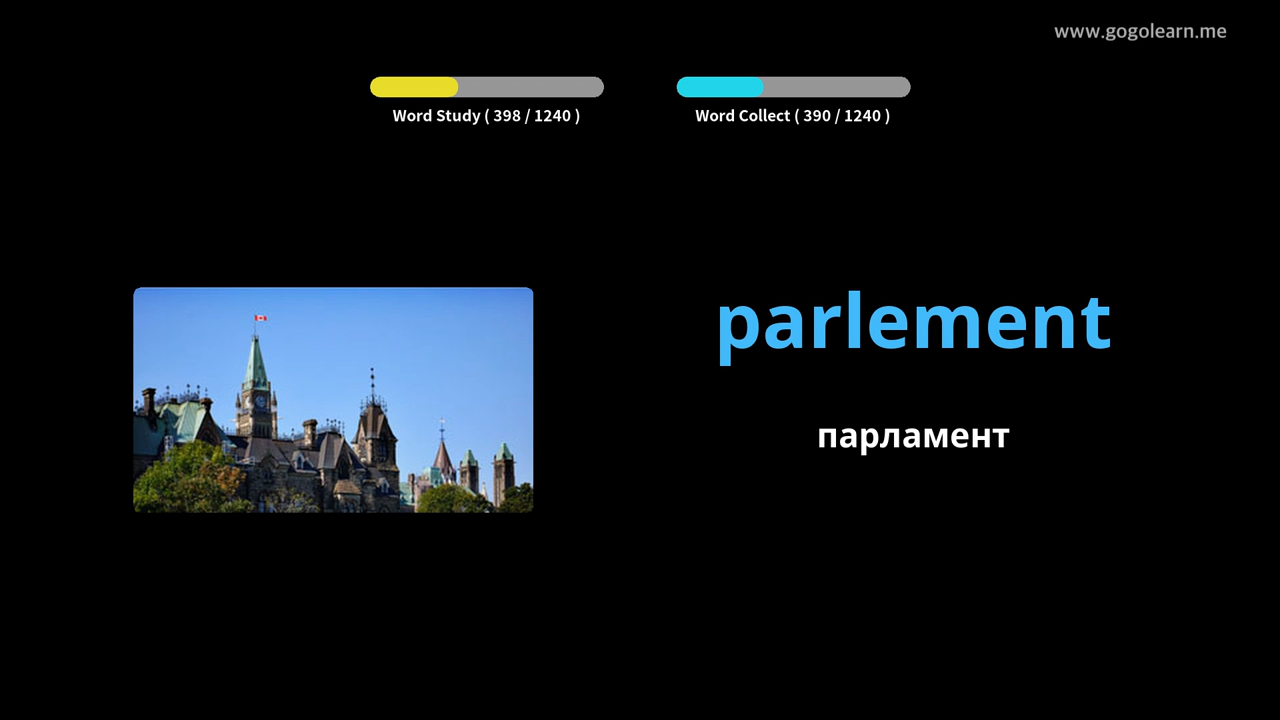 www.gogolearn.me
Word Study ( 398 / 1240 )
Word Collect ( 390 / 1240 )
parlement
парламент